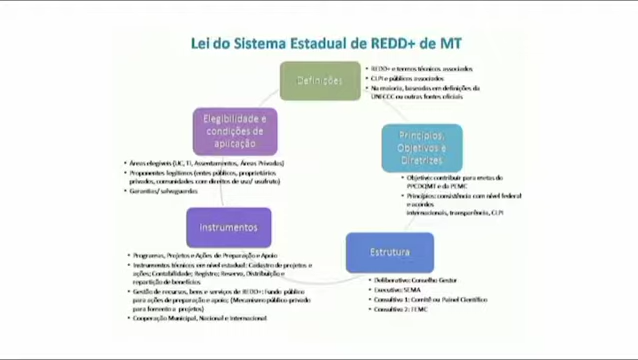 Lei do Sistema Estadual de REDD+ de MT
Definições
• REDD+ e termos técnicos associados
• CLPI e públicos associados
• Na maioria, baseadas em definições da
UNFCCC ou outras fontes oficiais
Princípios,
Objetivos e
Diretrizes
• Objetivo: contribuir para metas do
PPCDQMT e da PEMC
• Princípios: consistência com nível federal
e acordos
internacionais, transparência, CLPI
Estrutura
• Deliberativo: Conselho Gestor
• Executivo: SEMA
• Consultivo 1: Comitê ou Painel Científico
• Consultivo 2: FEMC
Instrumentos
• Programas, Projetos e Ações de Preparação e Apoio
• Instrumentos técnicos em nível estadual: Cadastro de projetos e
ações; Contabilidade; Registro; Reserva, Distribuição e
repartição de benefícios
• Gestão de recursos, bens e serviços de REDD+: Fundo público
para ações de preparação e apoio; (Mecanismo público-privado
para fomento a projetos)
• Cooperação Municipal, Nacional e Internacional
Elegibilidade e
condições de
aplicação
• Áreas elegíveis (UC, TI, Assentamentos, Áreas Privadas)
• Proponentes legítimos (entes públicos, proprietários
privados, comunidades com direitos de uso/ usufruto)
• Garantias/ salvaguardas